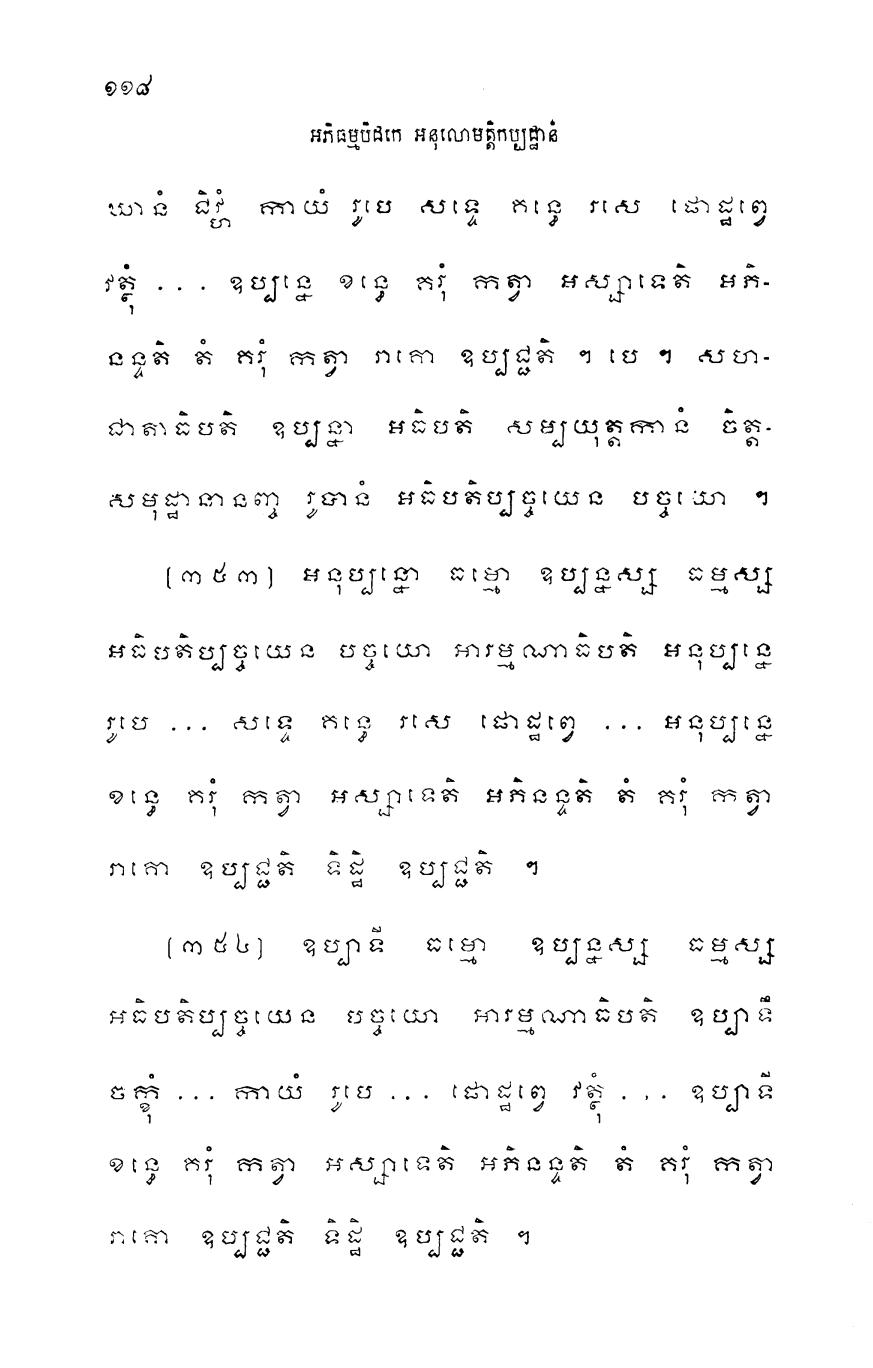 ១១៨
អភិធម្មបិដកេ អនុលោមត្តិកប្បដ្ឋានំ
ឃានំ ជិវ្ហំ កាយំ រូបេ សទ្ទេ គន្ធេ រសេ ផោដ្ឋព្វេ
វត្ថុំ ... ឧប្បន្នេ ខន្ធេ គរុំ កត្វា អស្សាទេតិ អភិ-
នន្ទតិ តំ គរុំ កត្វា រាគោ ឧប្បជ្ជតិ ។ បេ ។ សហ-
ជាតាធិបតិ ឧប្បន្នា អធិបតិ សម្បយុត្តកានំ ចិត្ត-
សមុដ្ឋានានញ្ច រូបានំ អធិបតិប្បច្ចយេន បច្ចយោ ។
[៣៥៣] អនុប្បន្នោ ធម្មោ ឧប្បន្នស្ស ធម្មស្ស
អធិបតិប្បច្ចយេន បច្ចយោ អារម្មណាធិបតិ អនុប្បន្នេ
រូបេ ... សទ្ទេ គន្ធេ រសេ ផោដ្ឋព្វេ ... អនុប្បន្នេ
ខន្ធេ គរុំ កត្វា អស្សាទេតិ អភិនន្ទតិ តំ គរុំ កត្វា
រាគោ ឧប្បជ្ជតិ ទិដ្ឋិ ឧប្បជ្ជតិ ។
[៣៥៤] ឧប្បាទី ធម្មោ ឧប្បន្នស្ស ធម្មស្ស
អធិបតិប្បច្ចយេន បច្ចយោ អារម្មណាធិបតិ ឧប្បាទឹ
ចក្ខុំ ... កាយំ រូបេ ... ផោដ្ឋព្វេ វត្ថុំ ... ឧប្បាទី
ខន្ធេ គរុំ កត្វា អស្សាទេតិ អភិនន្ទតិ តំ គរុំ កត្វា
រាគោ ឧប្បជ្ជតិ ទិដ្ឋិ ឧប្បជ្ជតិ ។